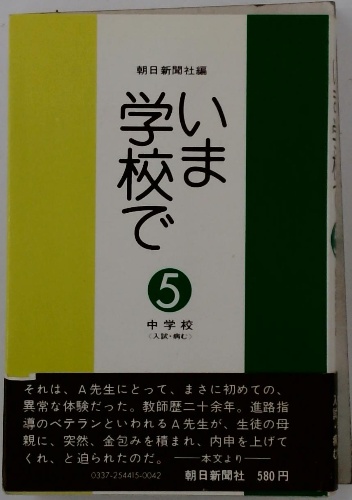 朝日新聞社編
いま
学校で
5
中学校
〈入試・病む〉
それは、A先生にとって、まさに初めての、
異常な体験だった。教師歴二十余年。進路指
導のベテランといわれるA先生が、生徒の母
親に、突然、金包みを積まれ、内申を上げて
くれ、と迫られたのだ。——本文より——
0337-254415-0042 朝日新聞社 580円